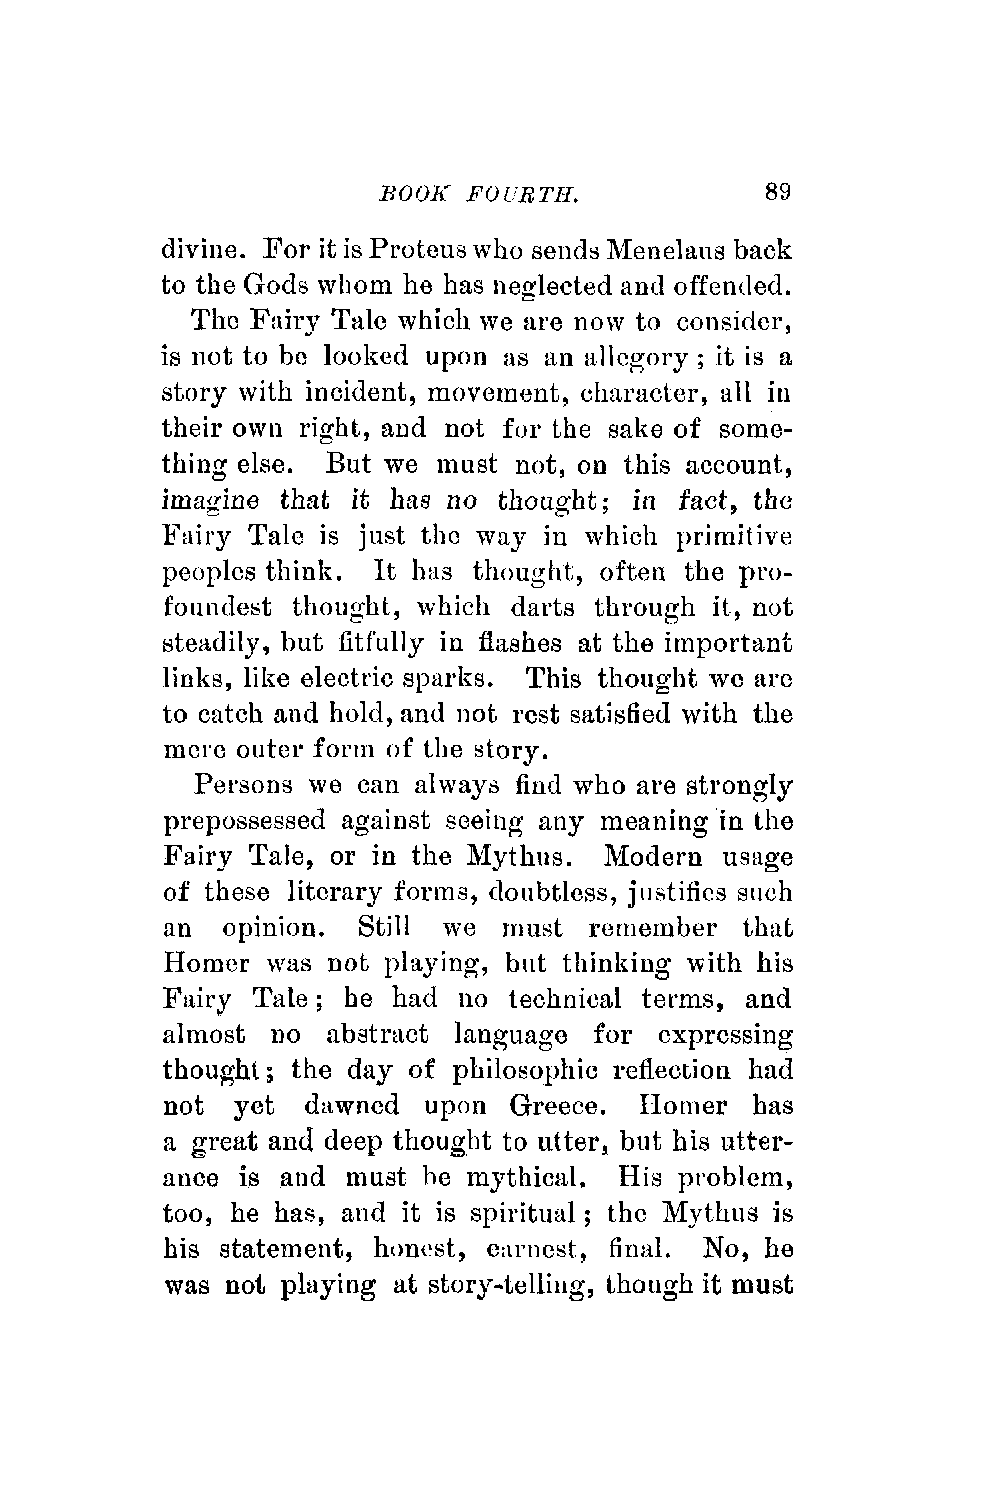 BOOK FOURTH. 89
divine. For it is Proteus who sends Menelaus back
to the Gods whom he has neglected and offended.
The Fairy Tale which we are now to consider,
is not to be looked upon as an allegory; it is a
story with incident, movement, character, all in
their own right, and not for the sake of some-
thing else. But we must not, on this account,
imagine that it has no thought; in fact, the
Fairy Tale is just the way in which primitive
peoples think. It has thought, often the pro-
foundest thought, which darts through it, not
steadily, but fitfully in flashes at the important
links, like electric sparks. This thought we are
to catch and hold, and not rest satisfied with the
mere outer form of the story.
Persons we can always find who are strongly
prepossessed against seeing any meaning in the
Fairy Tale, or in the Mythus. Modern usage
of these literary forms, doubtless, justifies such
an opinion. Still we must remember that
Homer was not playing, but thinking with his
Fairy Tale; he had no technical terms, and
almost no abstract language for expressing
thought; the day of philosophic reflection had
not yet dawned upon Greece. Homer has
a great and deep thought to utter, but his utter-
ance is and must be mythical. His problem,
too, he has, and it is spiritual; the Mythus is
his statement, honest, earnest, final. No, he
was not playing at story-telling, though it must